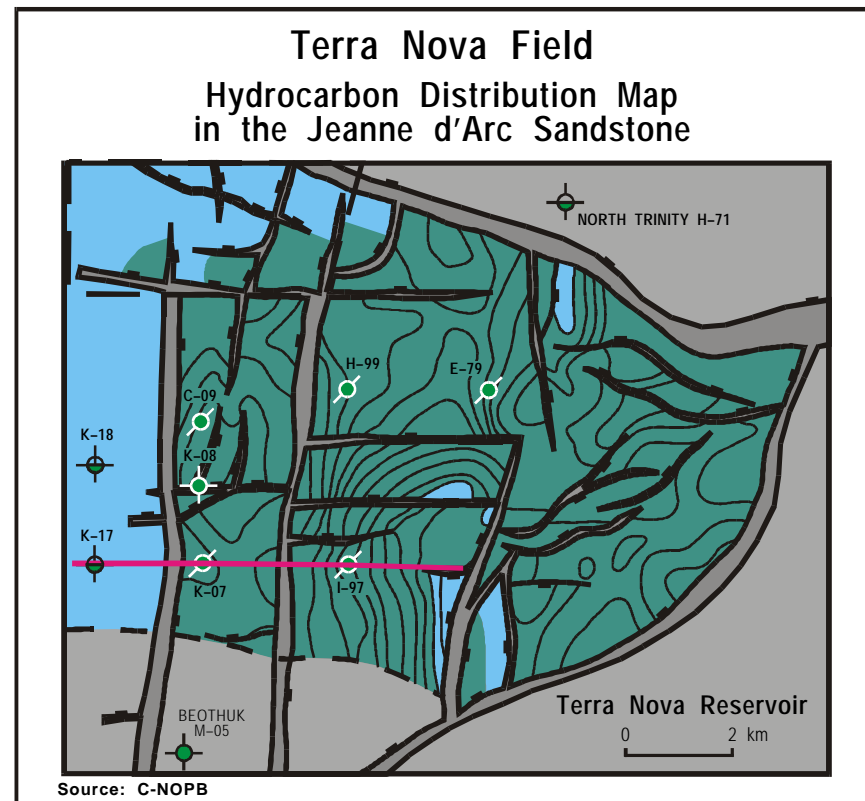 Terra Nova Field
Hydrocarbon Distribution Map
in the Jeanne d'Arc Sandstone
NORTH TRINITY H-71
H-99
E-79
C-09
K-18
K-08
K-17
K-07
I-97
Terra Nova Reservoir
BEOTHUK
M-05
0 2 km
Source: C-NOPB